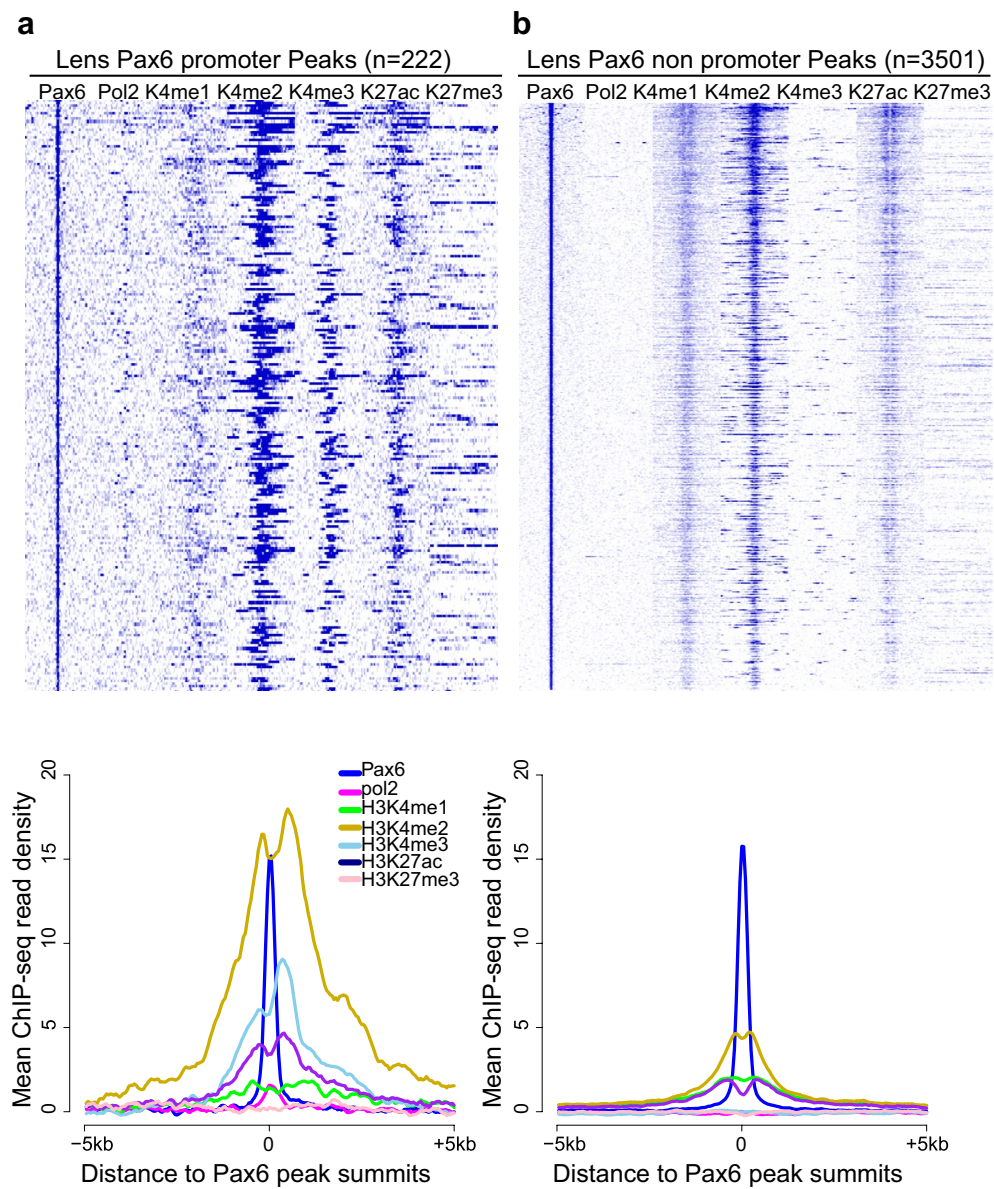 a
Lens Pax6 promoter Peaks (n=222)
Pax6 Pol2 K4me1 K4me2 K4me3 K27ac K27me3
b
Lens Pax6 non promoter Peaks (n=3501)
Pax6 Pol2 K4me1 K4me2 K4me3 K27ac K27me3
Mean ChIP-seq read density
20
15
10
5
0
Pax6
pol2
H3K4me1
H3K4me2
H3K4me3
H3K27ac
H3K27me3
−5kb 0 +5kb
Distance to Pax6 peak summits
Mean ChIP-seq read density
20
15
10
5
0
−5kb 0 +5kb
Distance to Pax6 peak summits